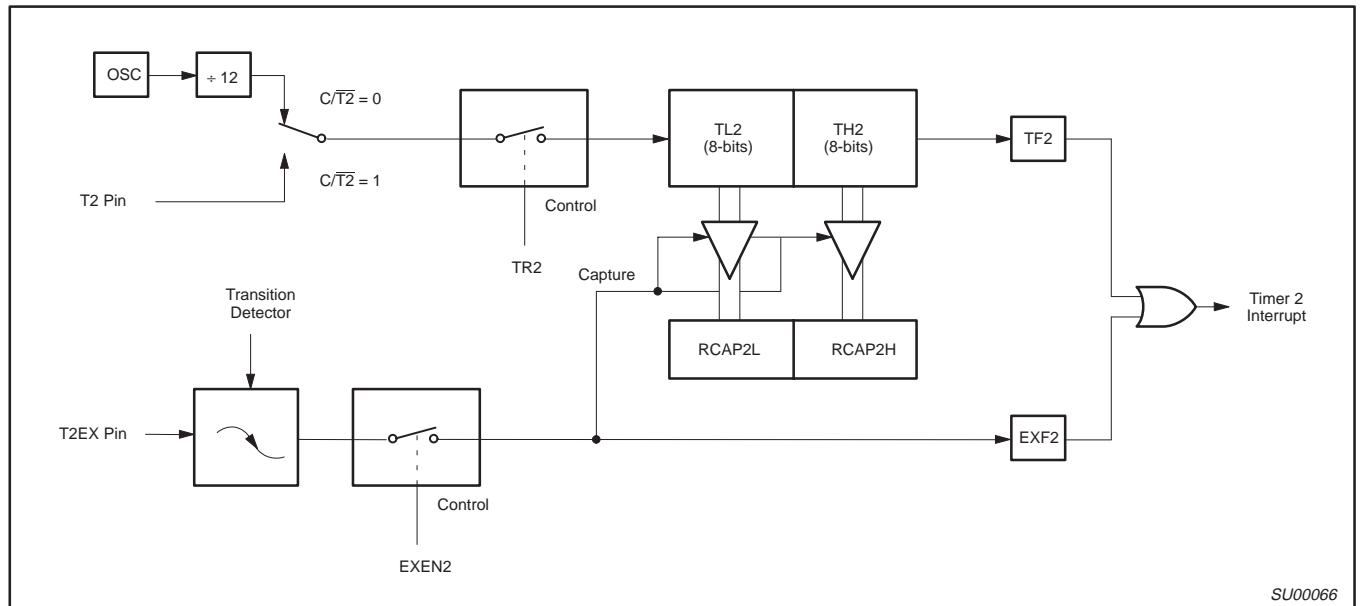 OSC
÷ 12
C/T2 = 0
TL2
(8-bits)
TH2
(8-bits)
TF2
C/T2 = 1
T2 Pin
Control
TR2
Capture
Transition
Detector
Timer 2
Interrupt
RCAP2L
RCAP2H
T2EX Pin
EXF2
Control
EXEN2
SU00066